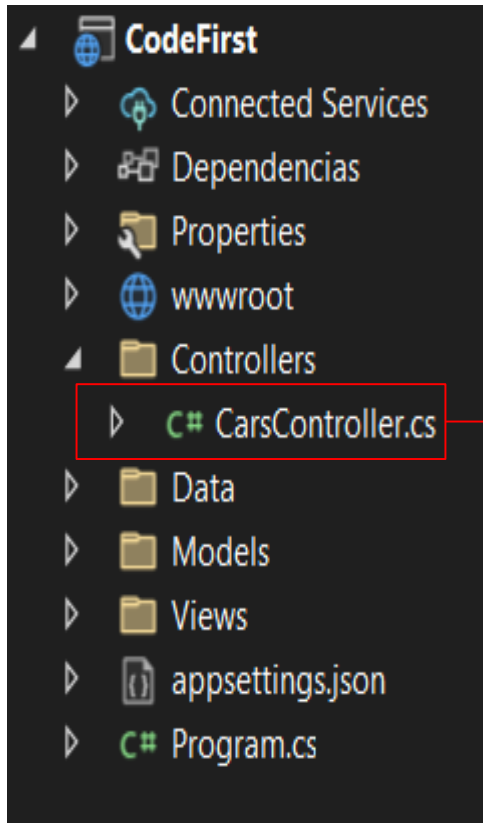 CodeFirst
Connected Services
Dependencias
Properties
wwwroot
Controllers
C# CarsController.cs
Data
Models
Views
appsettings.json
C# Program.cs